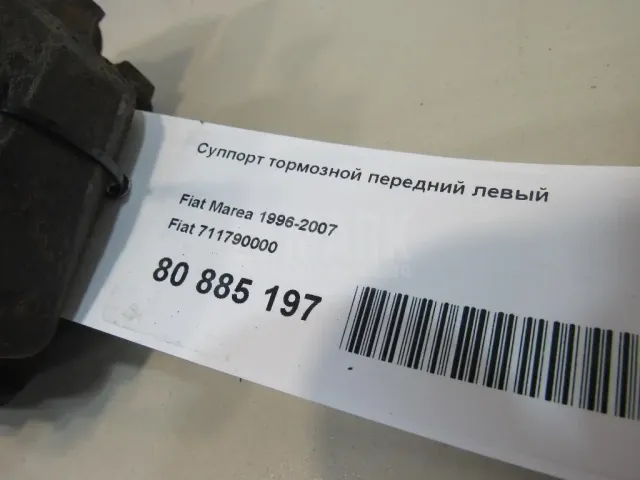 Суппорт тормозной передний левый
Fiat Marea 1996-2007
Fiat 711790000
80 885 197